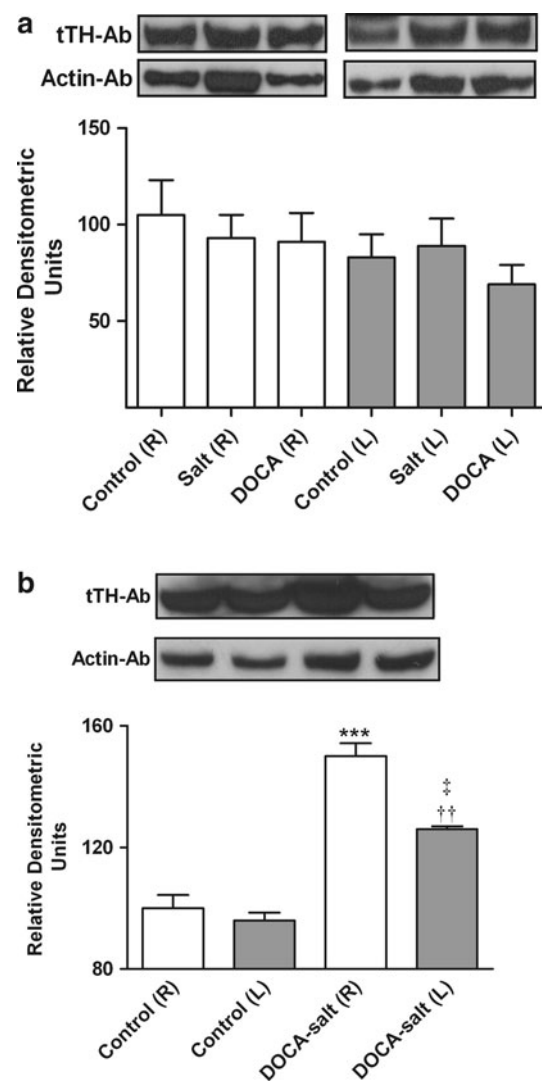 a
tTH-Ab
Actin-Ab
Relative Densitometric
Units
150
100
50
Control (R)
Salt (R)
DOCA (R)
Control (L)
Salt (L)
DOCA (L)
b
tTH-Ab
Actin-Ab
Relative Densitometric
Units
160
120
80
***
‡
††
Control (R)
Control (L)
DOCA-salt (R)
DOCA-salt (L)